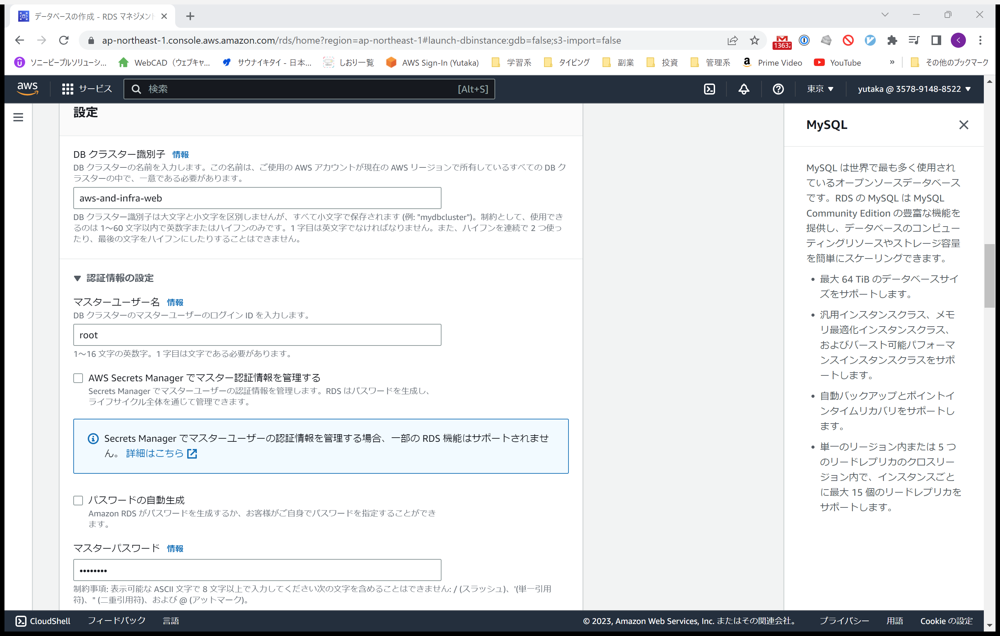 データベースの作成 - RDS マネジメント
ap-northeast-1.console.aws.amazon.com/rds/home?region=ap-northeast-1#launch-dbinstance:gdb=false;s3-import=false
ソニーピープルソリューシ...
WebCAD（ウェブキャ...
サウナイキタイ - 日本...
しおり一覧
AWS Sign-In (Yutaka)
学習系
タイピング
副業
投資
管理系
Prime Video
YouTube
»
その他のブックマーク
aws
サービス
検索
[Alt+S]
東京
yutaka @ 3578-9148-8522
設定
DB クラスター識別子 情報
DB クラスターの名前を入力します。この名前は、ご使用の AWS アカウントが現在の AWS リージョンで所有しているすべての DB ク
ラスターの中で、一意である必要があります。
aws-and-infra-web
DB クラスター識別子は大文字と小文字を区別しませんが、すべて小文字で保存されます (例: "mydbcluster")。制約として、使用でき
るのは 1〜60 文字以内で英数字またはハイフンのみです。1 字目は英文字でなければなりません。また、ハイフンを連続で 2 つ使っ
たり、最後の文字をハイフンにしたりすることはできません。
認証情報の設定
マスターユーザー名 情報
DB クラスターのマスターユーザーのログイン ID を入力します。
root
1〜16 文字の英数字。1 字目は文字である必要があります。
AWS Secrets Manager でマスター認証情報を管理する
Secrets Manager でマスターユーザーの認証情報を管理します。RDS はパスワードを生成し、
ライフサイクル全体を通じて管理できます。
Secrets Manager でマスターユーザーの認証情報を管理する場合、一部の RDS 機能はサポートされませ
ん。 詳細はこちら
パスワードの自動生成
Amazon RDS がパスワードを生成するか、お客様がご自身でパスワードを指定することができ
ます。
マスターパスワード 情報
••••••••
制約事項: 表示可能な ASCII 文字で 8 文字以上で入力してください次の文字を含めることはできません: / (スラッシュ)、'(単一引用
符)、" (二重引用符)、および @ (アットマーク)。
MySQL
MySQL は世界で最も多く使用され
ているオープンソースデータベース
です。RDS の MySQL は MySQL
Community Edition の豊富な機能を
提供し、データベースのコンピュー
ティングリソースやストレージ容量
を簡単にスケーリングできます。
• 最大 64 TiB のデータベースサイ
ズをサポートします。
• 汎用インスタンスクラス、メモ
リ最適化インスタンスクラス、
およびバースト可能パフォーマ
ンスインスタンスクラスをサポ
ートします。
• 自動バックアップとポイントイ
ンタイムリカバリをサポートし
ます。
• 単一のリージョン内または 5 つ
のリードレプリカのクロスリー
ジョン内で、インスタンスごと
に最大 15 個のリードレプリカを
サポートします。
CloudShell
フィードバック
言語
© 2023, Amazon Web Services, Inc. またはその関連会社。
プライバシー
用語
Cookie の設定